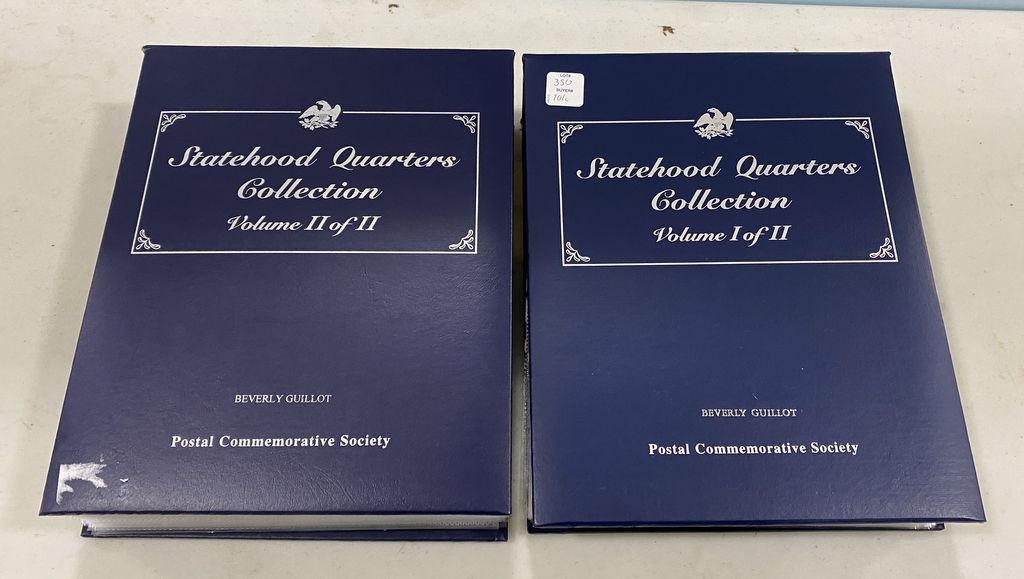 Statehood Quarters
Collection
Volume II of II
BEVERLY GUILLOT
Postal Commemorative Society
LOT#
350
BUYER#
Statehood Quarters
Collection
Volume I of II
BEVERLY GUILLOT
Postal Commemorative Society